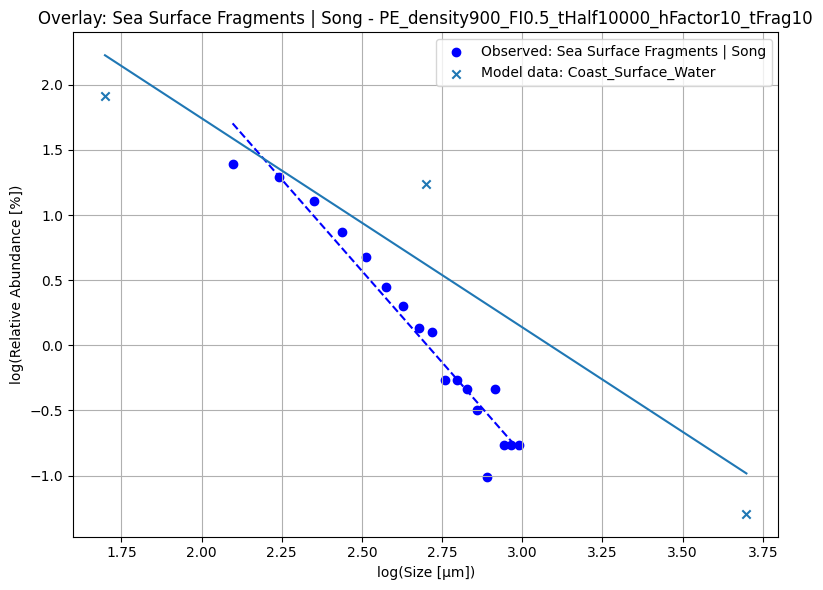 Overlay: Sea Surface Fragments | Song - PE_density900_FI0.5_tHalf10000_hFactor10_tFrag10
Observed: Sea Surface Fragments | Song
Model data: Coast_Surface_Water
log(Relative Abundance [%])
2.0
1.5
1.0
0.5
0.0
−0.5
−1.0
1.75 2.00 2.25 2.50 2.75 3.00 3.25 3.50 3.75
log(Size [μm])